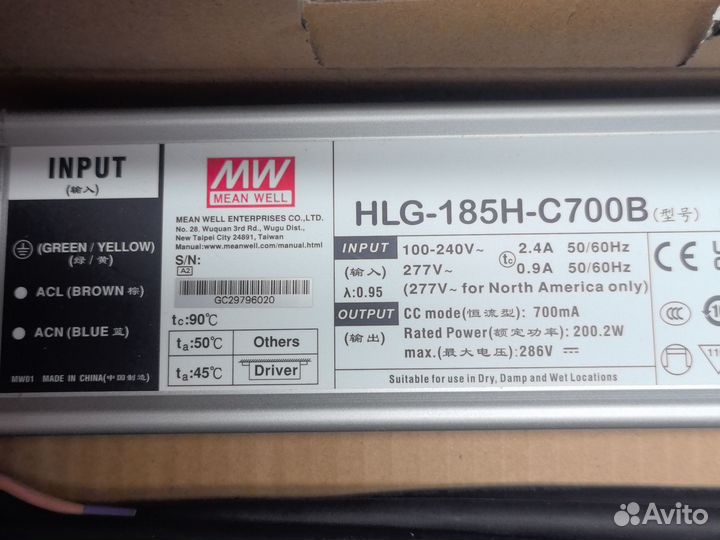 INPUT
(输入)
(GREEN/YELLOW)
(绿/黄)
ACL (BROWN 棕)
ACN (BLUE 蓝)
MW01 MADE IN CHINA(中国制造)
MW
MEAN WELL
MEAN WELL ENTERPRISES CO.,LTD.
No. 28, Wuquan 3rd Rd., Wugu Dist.,
New Taipei City 24891, Taiwan
Manual:www.meanwell.com/manual.html
S/N:
A2
GC29796020
tc:90℃
ta:50℃ Others
ta:45℃ Driver
HLG-185H-C700B(型号)
INPUT 100-240V~ tc 2.4A 50/60Hz
(输入) 277V~ 0.9A 50/60Hz
λ:0.95 (277V~ for North America only)
OUTPUT CC mode(恒流型): 700mA
(输出) Rated Power(额定功率): 200.2W
max.(最大电压): 286V
Suitable for use in Dry, Damp and Wet Locations
CE
CCC
Avito